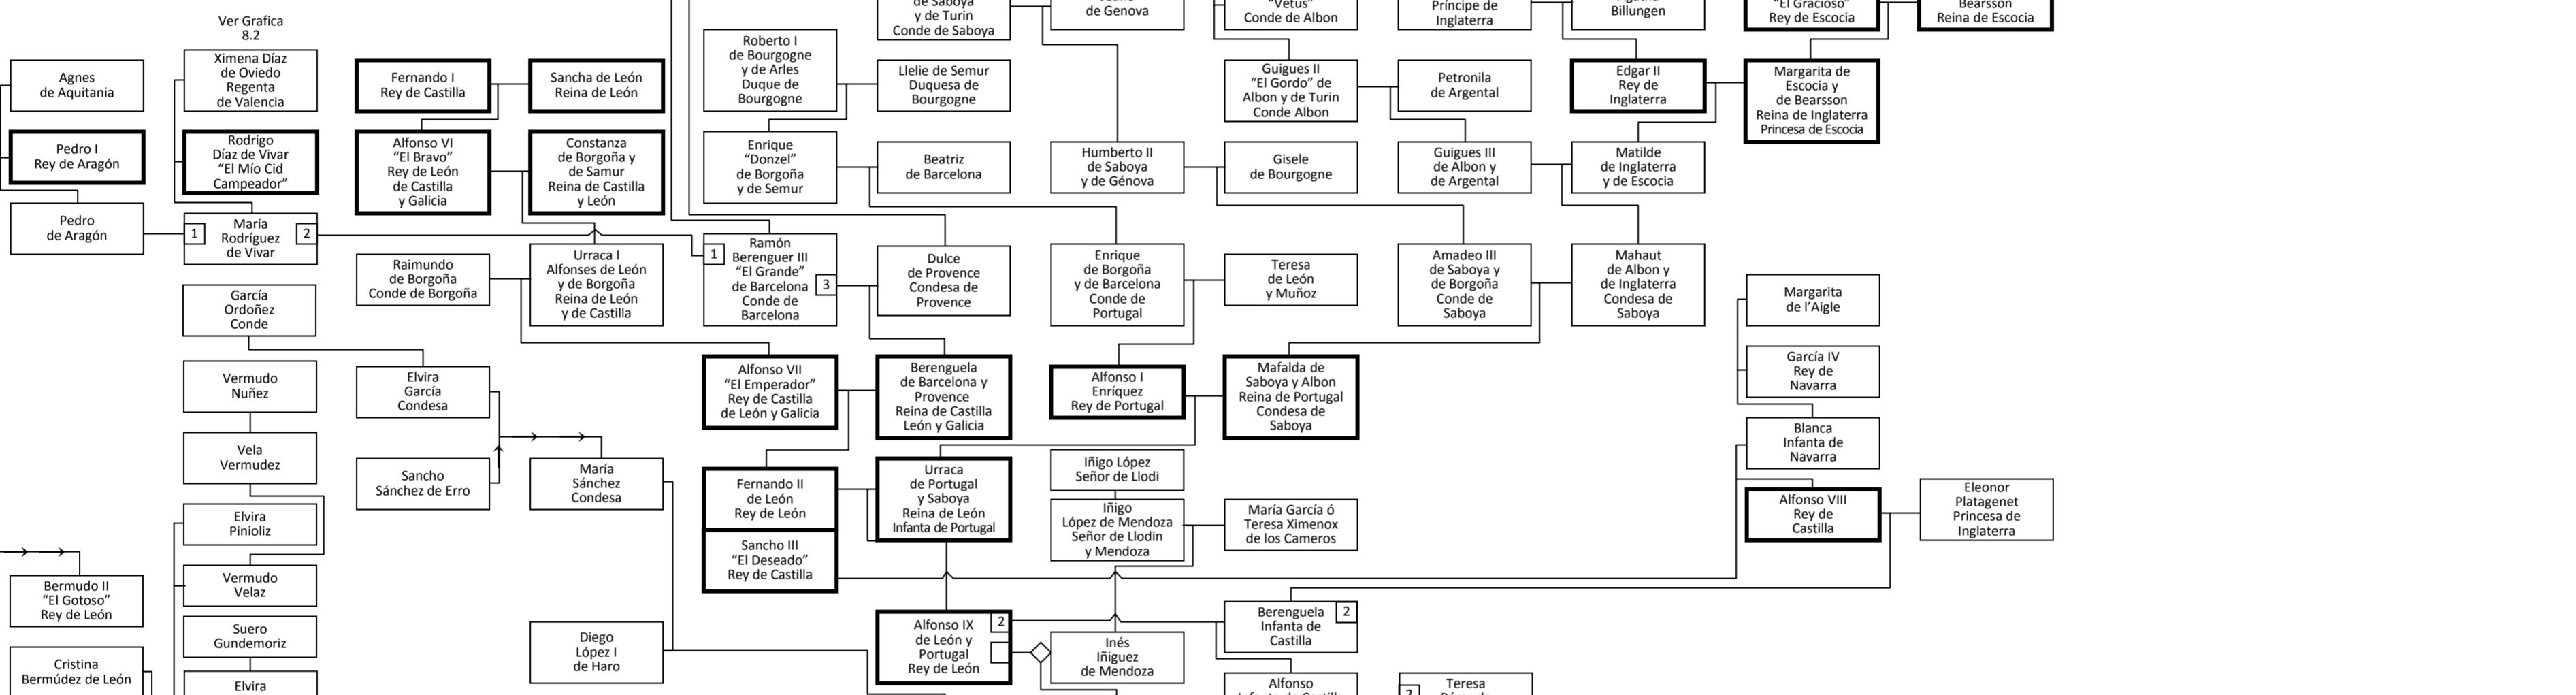 Ver Grafica
8.2
Agnes
de Aquitania
Pedro I
Rey de Aragón
Pedro
de Aragón
Ximena Díaz
de Oviedo
Regenta
de Valencia
Rodrigo
Díaz de Vivar
“El Mío Cid
Campeador”
1
María
Rodríguez
de Vivar
2
García
Ordoñez
Conde
Vermudo
Nuñez
Vela
Vermudez
Elvira
Pinioliz
Vermudo
Velaz
Suero
Gundemoriz
Elvira
Bermudo II
“El Gotoso”
Rey de León
Cristina
Bermúdez de León
Fernando I
Rey de Castilla
Sancha de León
Reina de León
Alfonso VI
“El Bravo”
Rey de León
de Castilla
y Galicia
Constanza
de Borgoña y
de Samur
Reina de Castilla
y León
Raimundo
de Borgoña
Conde de Borgoña
Urraca I
Alfonses de León
y de Borgoña
Reina de León
y de Castilla
Elvira
García
Condesa
Sancho
Sánchez de Erro
María
Sánchez
Condesa
Diego
López I
de Haro
Roberto I
de Bourgogne
y de Arles
Duque de
Bourgogne
Llelie de Semur
Duquesa de
Bourgogne
Enrique
“Donzel”
de Borgoña
y de Semur
Beatriz
de Barcelona
1
Ramón
Berenguer III
“El Grande”
de Barcelona
Conde de
Barcelona
3
Dulce
de Provence
Condesa de
Provence
Alfonso VII
“El Emperador”
Rey de Castilla
de León y Galicia
Berenguela
de Barcelona y
Provence
Reina de Castilla
León y Galicia
Fernando II
de León
Rey de León
Sancho III
“El Deseado”
Rey de Castilla
Urraca
de Portugal
y Saboya
Reina de León
Infanta de Portugal
Alfonso IX
de León y
Portugal
Rey de León
2
de Saboya
y de Turin
Conde de Saboya
de Genova
Humberto II
de Saboya
y de Génova
Gisele
de Bourgogne
Enrique
de Borgoña
y de Barcelona
Conde de
Portugal
Teresa
de León
y Muñoz
Alfonso I
Enríquez
Rey de Portugal
Mafalda de
Saboya y Albon
Reina de Portugal
Condesa de
Saboya
Iñigo López
Señor de Llodi
Iñigo
López de Mendoza
Señor de Llodin
y Mendoza
María García ó
Teresa Ximenox
de los Cameros
Inés
Iñiguez
de Mendoza
Berenguela
Infanta de
Castilla
2
Alfonso
“Vetus”
Conde de Albon
Guigues II
“El Gordo” de
Albon y de Turin
Conde Albon
Petronila
de Argental
Guigues III
de Albon y
de Argental
Matilde
de Inglaterra
y de Escocia
Amadeo III
de Saboya y
de Borgoña
Conde de
Saboya
Mahaut
de Albon y
de Inglaterra
Condesa de
Saboya
2
Teresa
Príncipe de
Inglaterra
Billungen
Edgar II
Rey de
Inglaterra
“El Gracioso”
Rey de Escocia
Bearsson
Reina de Escocia
Margarita de
Escocia y
de Bearsson
Reina de Inglaterra
Princesa de Escocia
Margarita
de l’Aigle
García IV
Rey de
Navarra
Blanca
Infanta de
Navarra
Alfonso VIII
Rey de
Castilla
Eleonor
Platagenet
Princesa de
Inglaterra